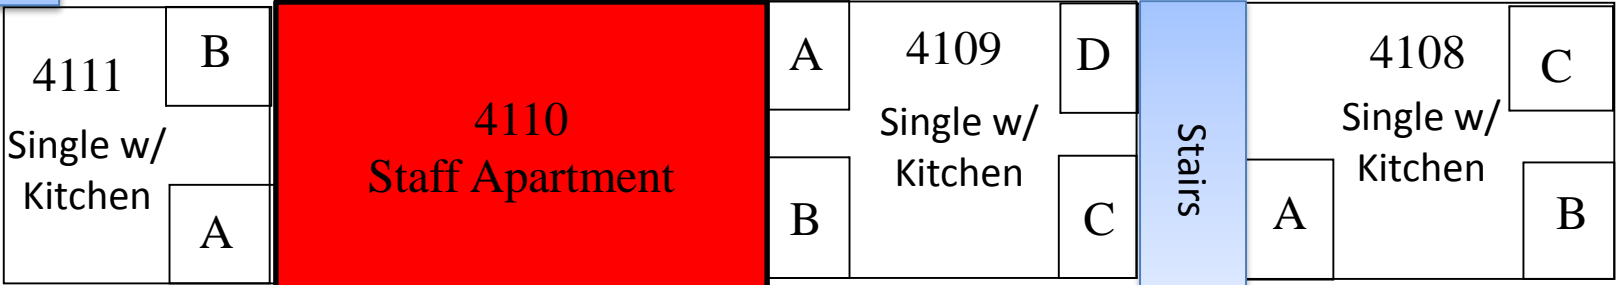 4111
Single w/
Kitchen
B
A
4110
Staff Apartment
A
B
4109
Single w/
Kitchen
D
C
Stairs
A
4108
Single w/
Kitchen
C
B